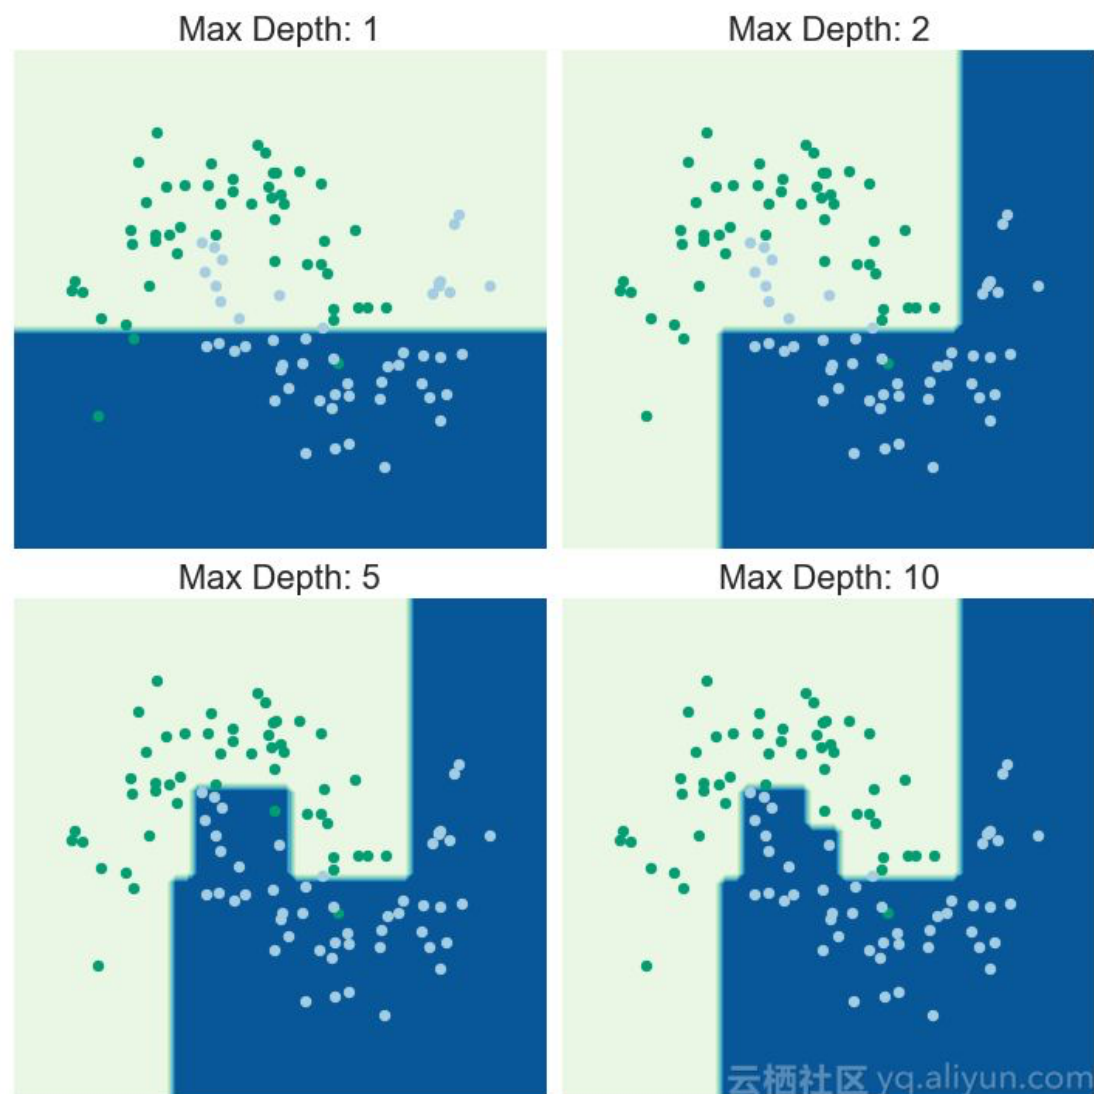 Max Depth: 1
Max Depth: 2
Max Depth: 5
Max Depth: 10
云栖社区 yq.aliyun.com